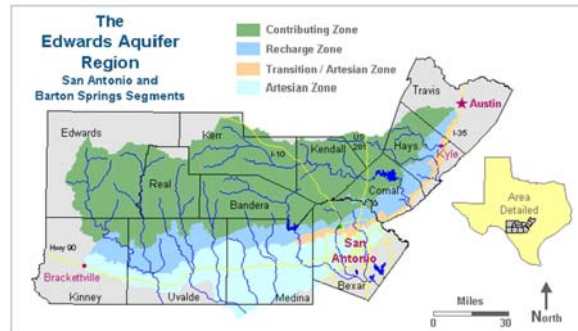 The
Edwards Aquifer
Region
San Antonio and
Barton Springs Segments
Contributing Zone
Recharge Zone
Transition / Artesian Zone
Artesian Zone
Travis
Austin
Edwards
Kerr
I-10
Kendall
US
281
Hays
I-35
Kyle
Real
Bandera
Comal
Area
Detailed
Hwy 90
San
Antonio
Brackettville
Kinney
Uvalde
Medina
Bexar
Miles
0
30
North